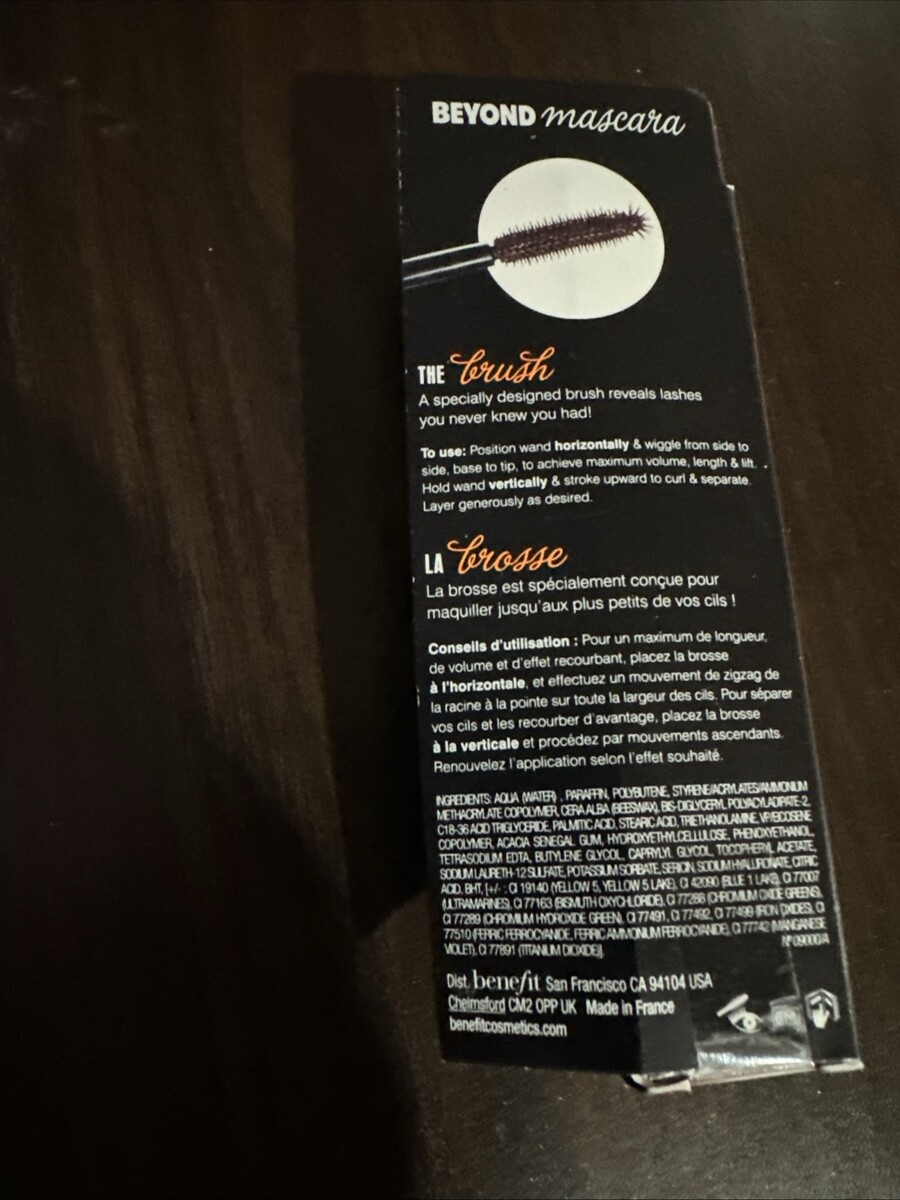 BEYOND mascara
THE brush
A specially designed brush reveals lashes
you never knew you had!
To use: Position wand horizontally & wiggle from side to
side, base to tip, to achieve maximum volume, length & lift.
Hold wand vertically & stroke upward to curl & separate.
Layer generously as desired.
LA brosse
La brosse est spécialement conçue pour
maquiller jusqu'aux plus petits de vos cils !
Conseils d'utilisation : Pour un maximum de longueur,
de volume et d'effet recourbant, placez la brosse
à l'horizontale, et effectuez un mouvement de zigzag de
la racine à la pointe sur toute la largeur des cils. Pour séparer
vos cils et les recourber d'avantage, placez la brosse
à la verticale et procédez par mouvements ascendants.
Renouvelez l'application selon l'effet souhaité.
INGREDIENTS: AQUA (WATER), PARAFFIN, POLYBUTENE, STYRENE/ACRYLATES/AMMONIUM
METHACRYLATE COPOLYMER, CERA ALBA (BEESWAX), BIS-DIGLYCERYL POLYACYLADIPATE-2,
C18-36 ACID TRIGLYCERIDE, PALMITIC ACID, STEARIC ACID, TRIETHANOLAMINE, VP/EICOSENE
COPOLYMER, ACACIA SENEGAL GUM, HYDROXYETHYLCELLULOSE, PHENOXYETHANOL,
TETRASODIUM EDTA, BUTYLENE GLYCOL, CAPRYLYL GLYCOL, TOCOPHERYL ACETATE,
SODIUM LAURETH-12 SULFATE, POTASSIUM SORBATE, SERICIN, SODIUM HYALURONATE, CITRIC
ACID, BHT, [+/- : CI 19140 (YELLOW 5, YELLOW 5 LAKE), CI 42090 (BLUE 1 LAKE), CI 77007
(ULTRAMARINES), CI 77163 (BISMUTH OXYCHLORIDE), CI 77288 (CHROMIUM OXIDE GREENS),
CI 77289 (CHROMIUM HYDROXIDE GREEN), CI 77491, CI 77492, CI 77499 (IRON OXIDES), CI
77510 (FERRIC FERROCYANIDE, FERRIC AMMONIUM FERROCYANIDE), CI 77742 (MANGANESE
VIOLET), CI 77891 (TITANIUM DIOXIDE)]. N° 09000/A
Dist. benefit San Francisco CA 94104 USA
Chelmsford CM2 OPP UK Made in France
benefitcosmetics.com